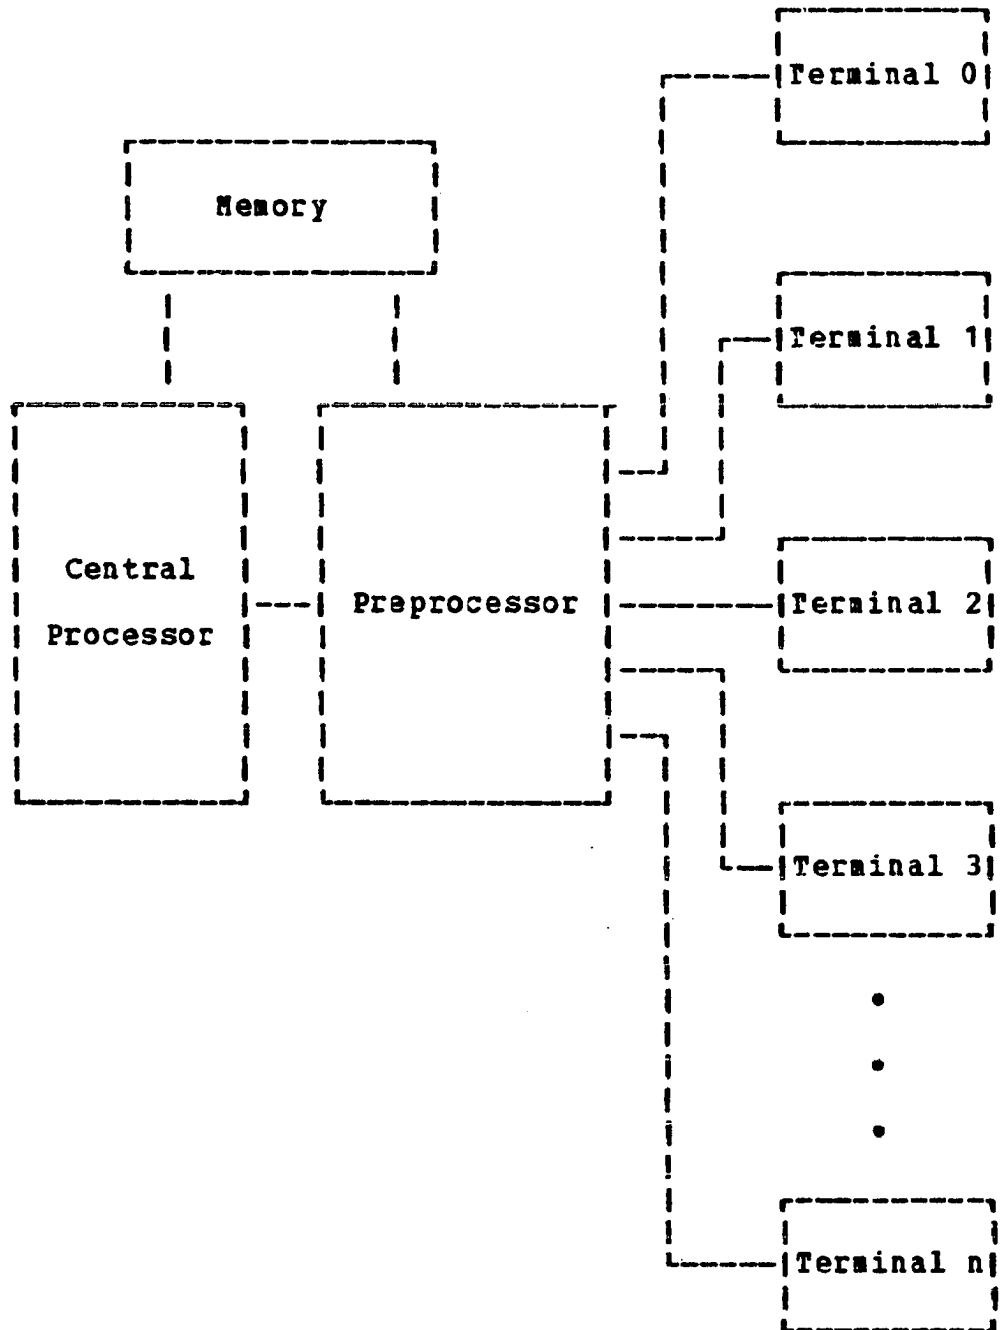 Terminal 0
Memory
Terminal 1
Central
Processor
Preprocessor
Terminal 2
Terminal 3
Terminal n